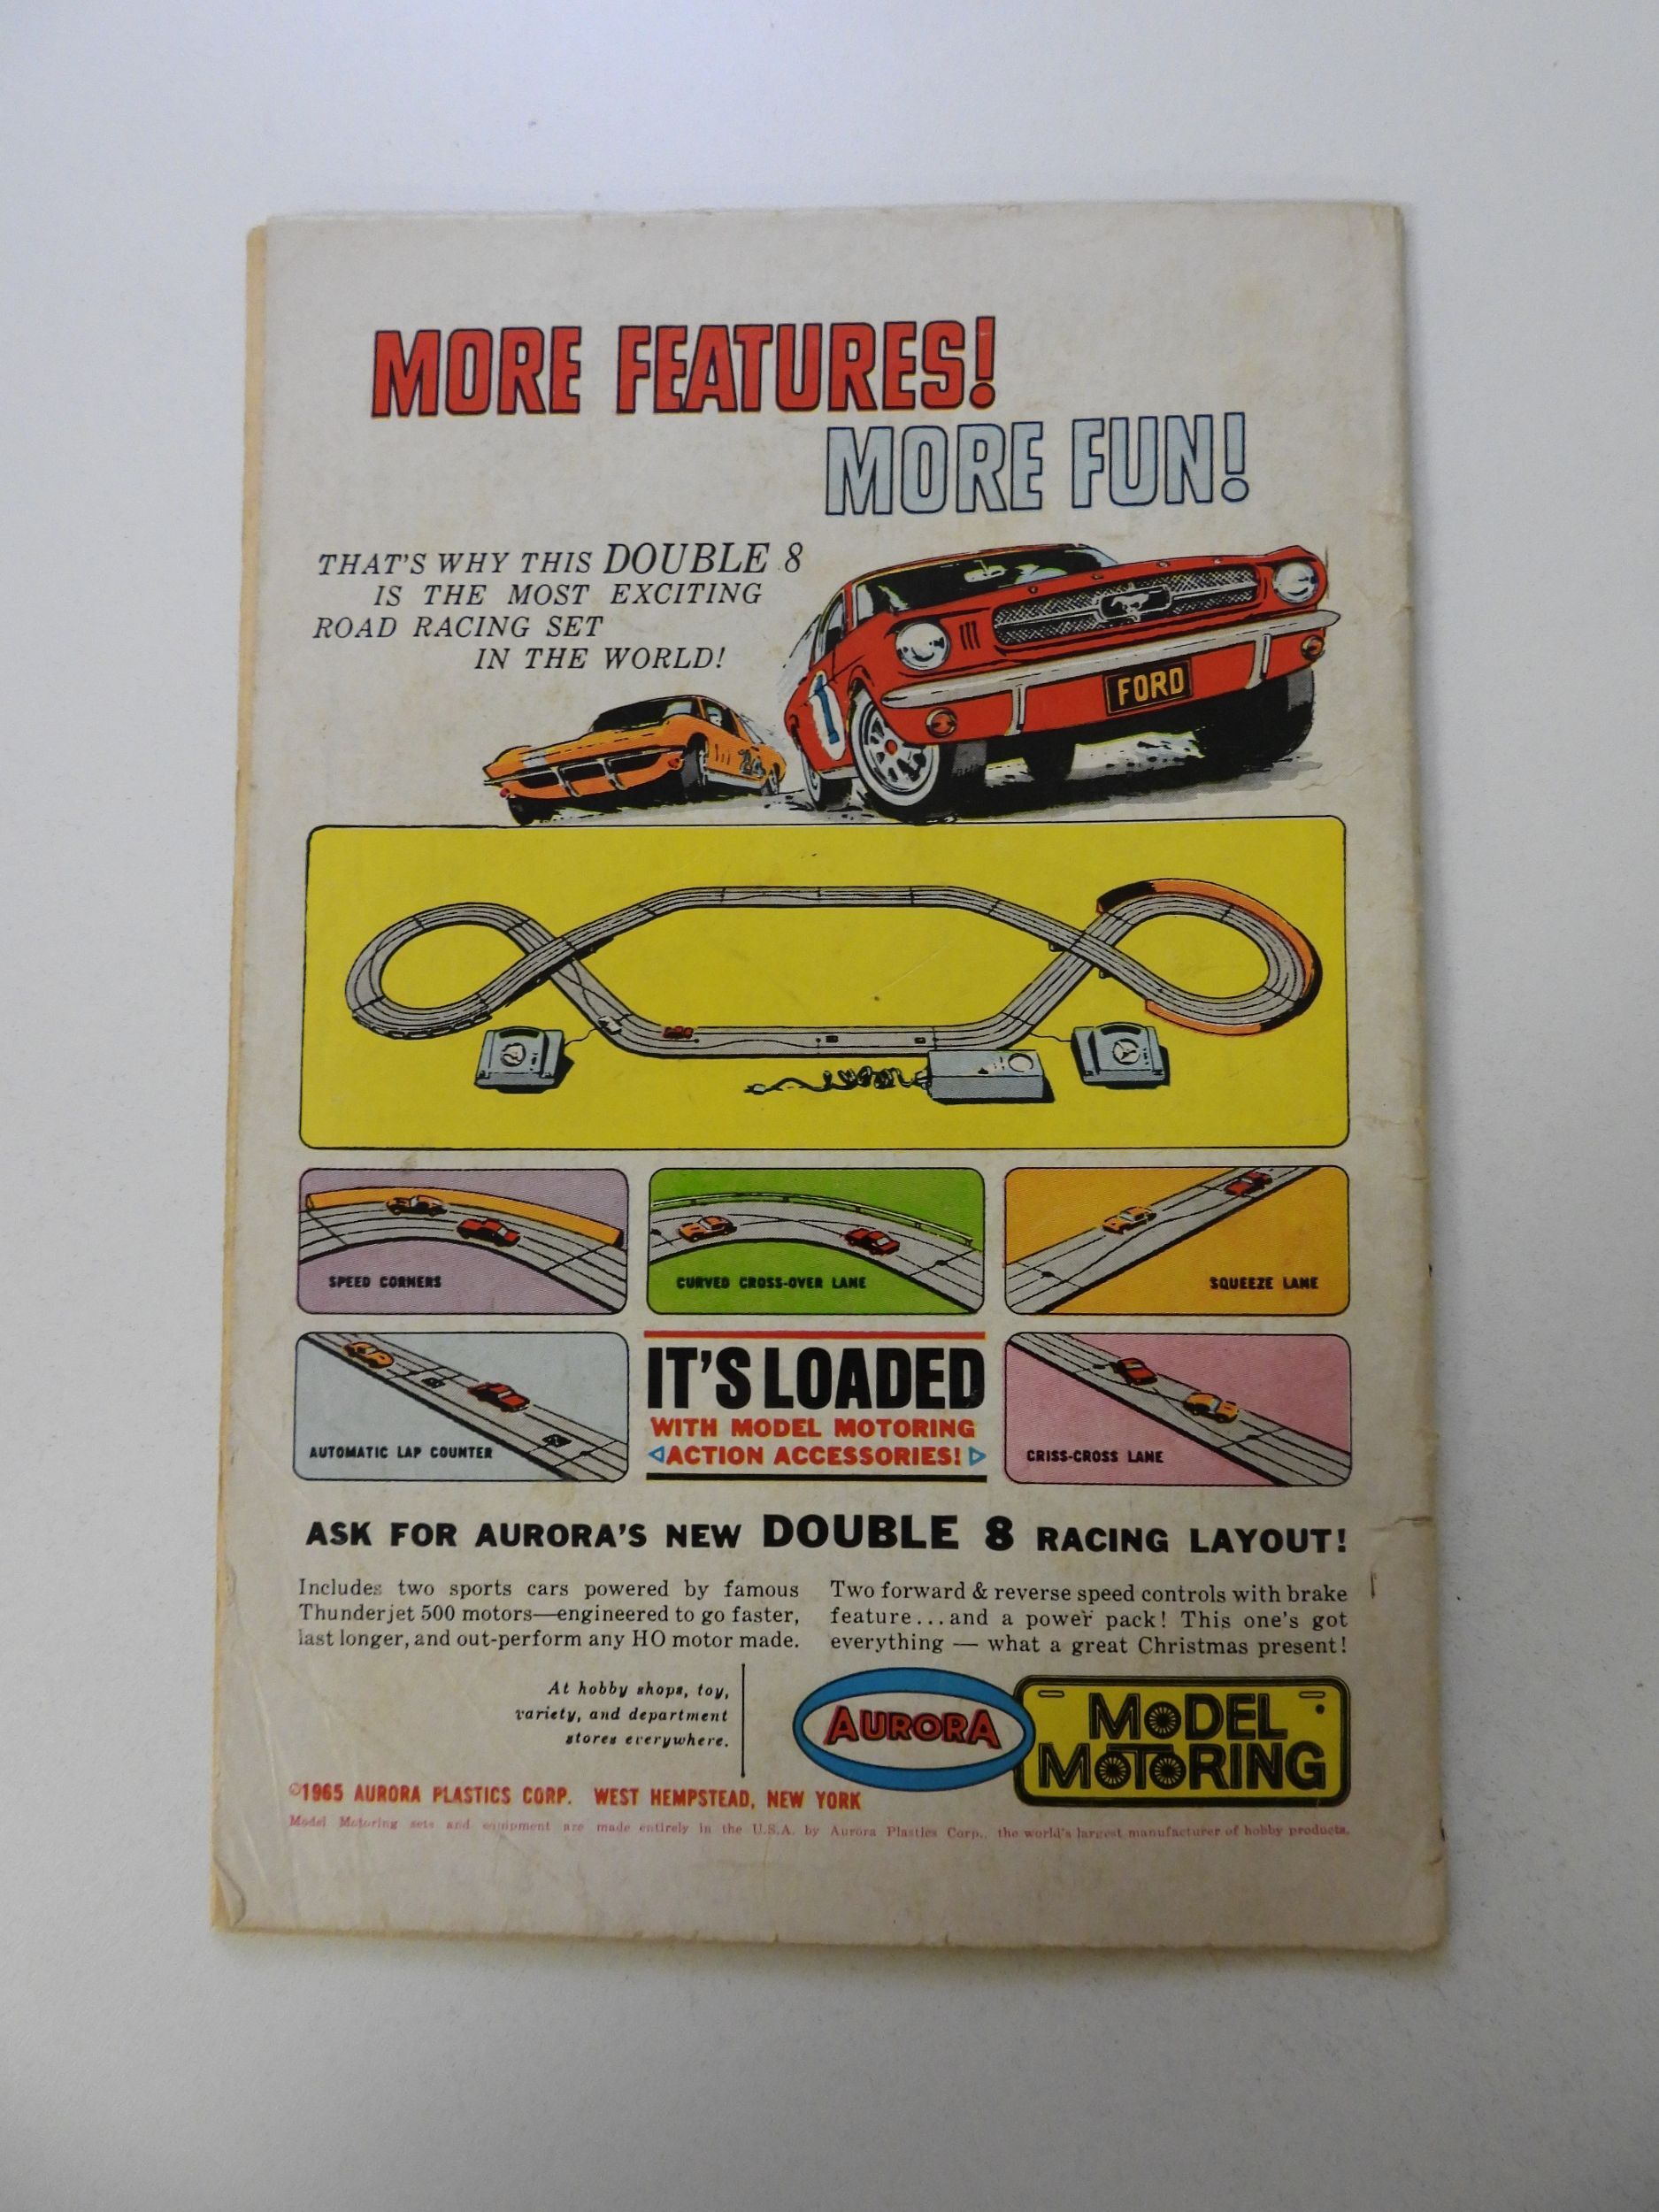 MORE FEATURES!
MORE FUN!
THAT'S WHY THIS DOUBLE 8
IS THE MOST EXCITING
ROAD RACING SET
IN THE WORLD!
1
FORD
SPEED CORNERS
CURVED CROSS-OVER LANE
SQUEEZE LANE
AUTOMATIC LAP COUNTER
IT'S LOADED
WITH MODEL MOTORING
ACTION ACCESSORIES!
CRISS-CROSS LANE
ASK FOR AURORA'S NEW DOUBLE 8 RACING LAYOUT!
Includes two sports cars powered by famous
Thunderjet 500 motors—engineered to go faster,
last longer, and out-perform any HO motor made.
Two forward & reverse speed controls with brake
feature...and a power pack! This one's got
everything — what a great Christmas present!
At hobby shops, toy,
variety, and department
stores everywhere.
AURORA
MODEL
MOTORING
©1965 AURORA PLASTICS CORP. WEST HEMPSTEAD, NEW YORK
Model Motoring sets and equipment are made entirely in the U.S.A. by Aurora Plastics Corp., the world's largest manufacturer of hobby products.